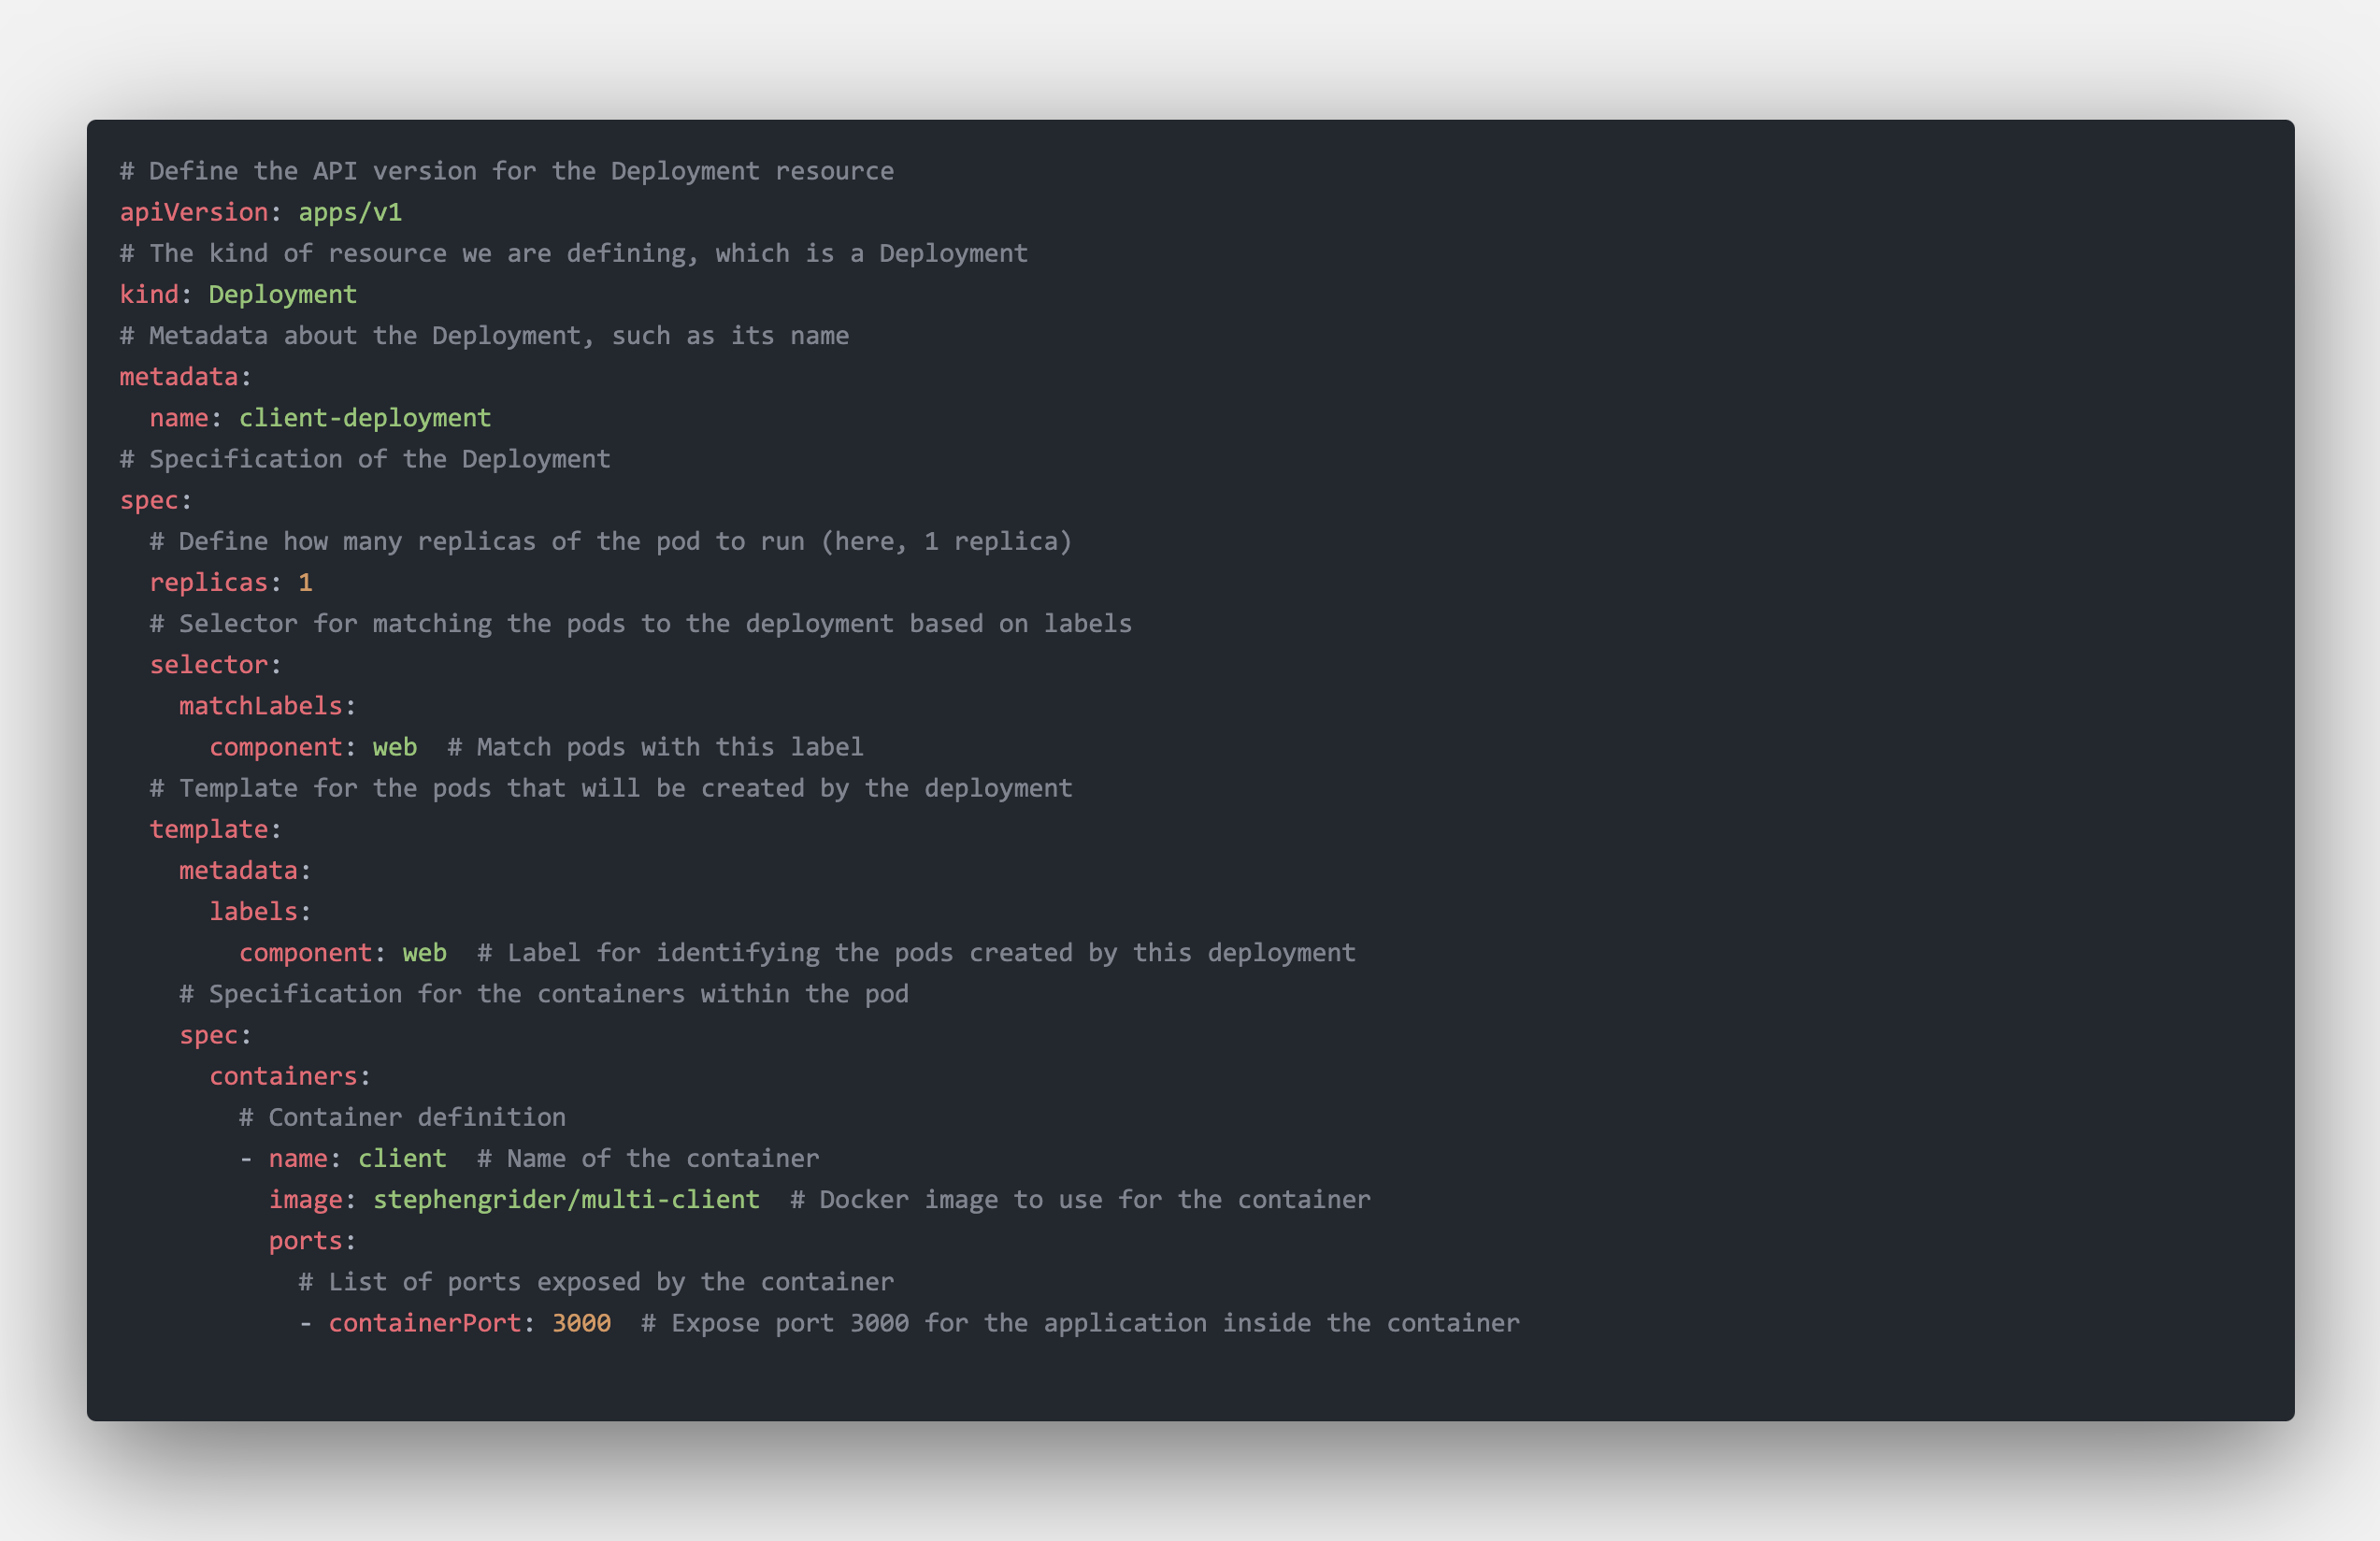 # Define the API version for the Deployment resource
apiVersion: apps/v1
# The kind of resource we are defining, which is a Deployment
kind: Deployment
# Metadata about the Deployment, such as its name
metadata:
  name: client-deployment
# Specification of the Deployment
spec:
  # Define how many replicas of the pod to run (here, 1 replica)
  replicas: 1
  # Selector for matching the pods to the deployment based on labels
  selector:
    matchLabels:
      component: web  # Match pods with this label
  # Template for the pods that will be created by the deployment
  template:
    metadata:
      labels:
        component: web  # Label for identifying the pods created by this deployment
    # Specification for the containers within the pod
    spec:
      containers:
        # Container definition
        - name: client  # Name of the container
          image: stephengrider/multi-client  # Docker image to use for the container
          ports:
            # List of ports exposed by the container
            - containerPort: 3000  # Expose port 3000 for the application inside the container